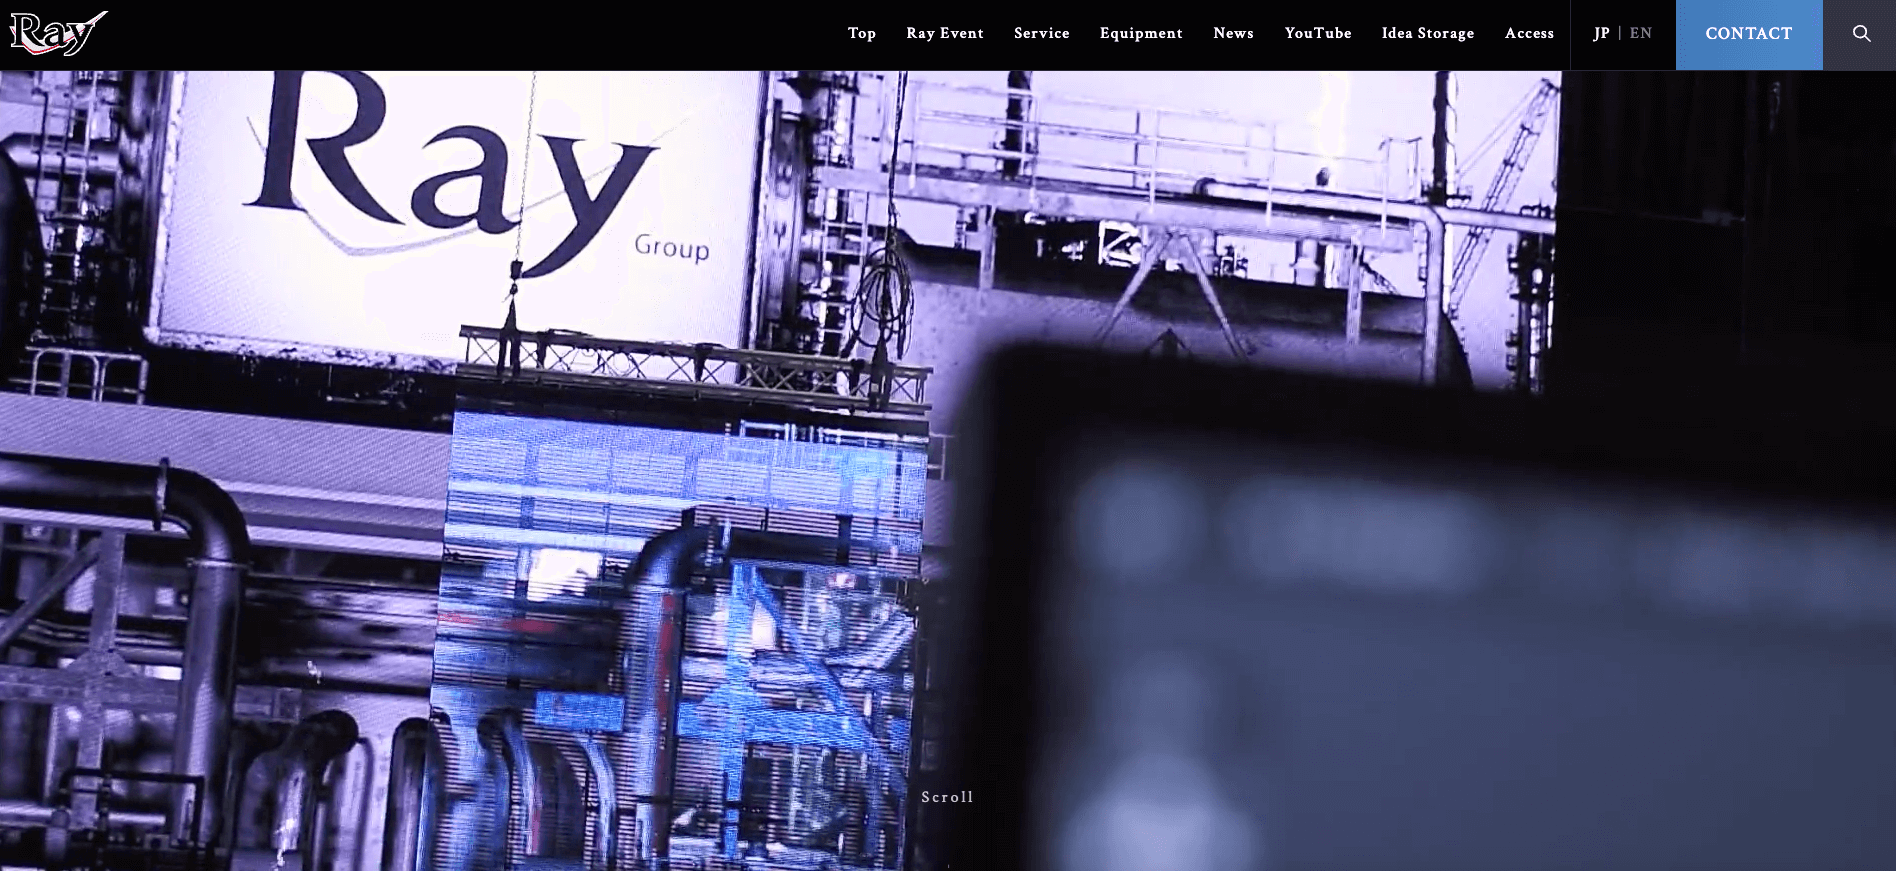 Ray
Top
Ray Event
Service
Equipment
News
YouTube
Idea Storage
Access
JP | EN
CONTACT
Ray
Group
Scroll